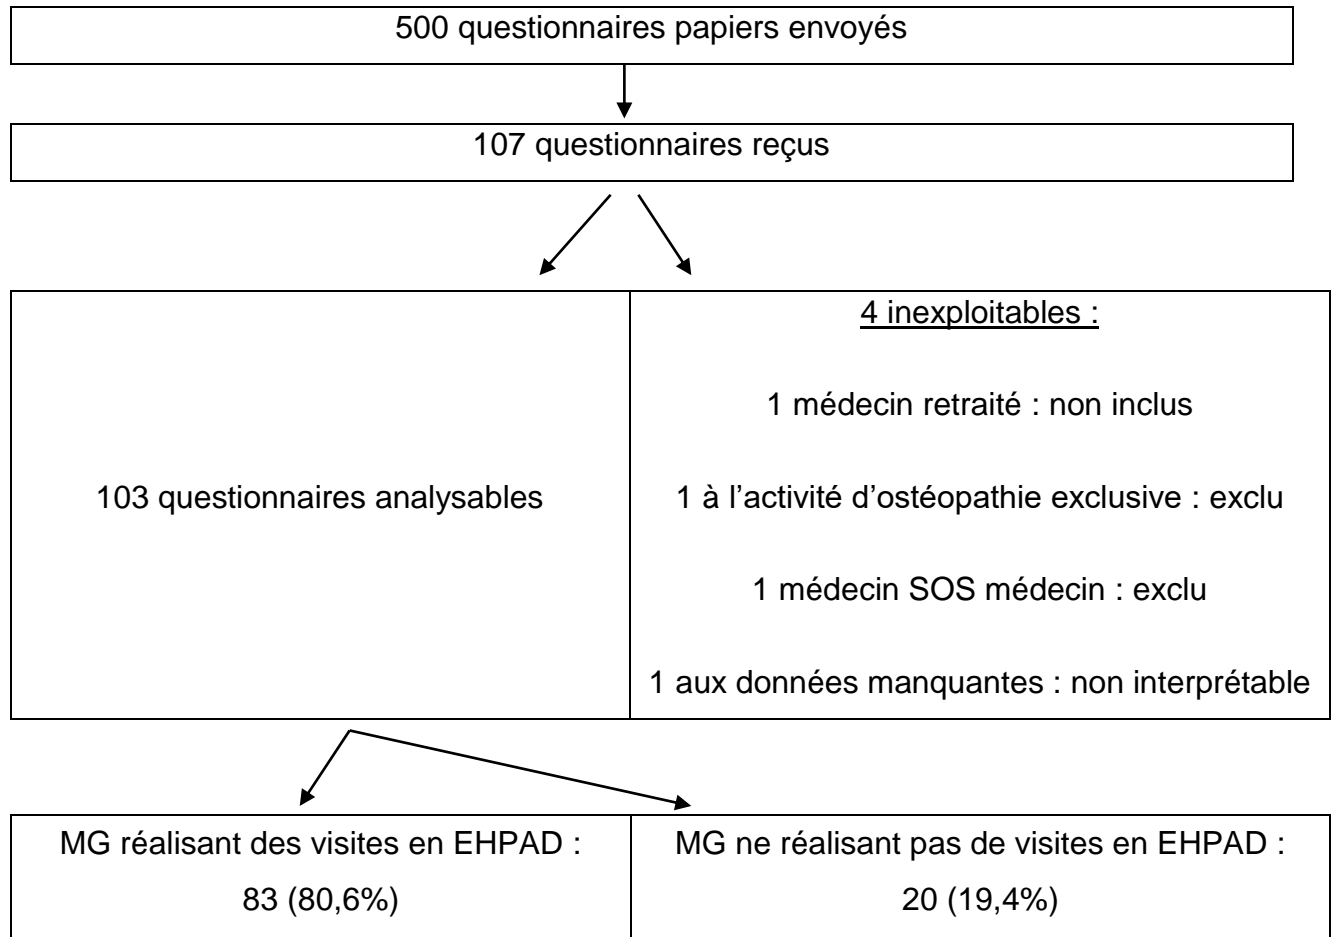 500 questionnaires papiers envoyés
107 questionnaires reçus
103 questionnaires analysables
4 inexploitables :
1 médecin retraité : non inclus
1 à l’activité d’ostéopathie exclusive : exclu
1 médecin SOS médecin : exclu
1 aux données manquantes : non interprétable
MG réalisant des visites en EHPAD :
83 (80,6%)
MG ne réalisant pas de visites en EHPAD :
20 (19,4%)